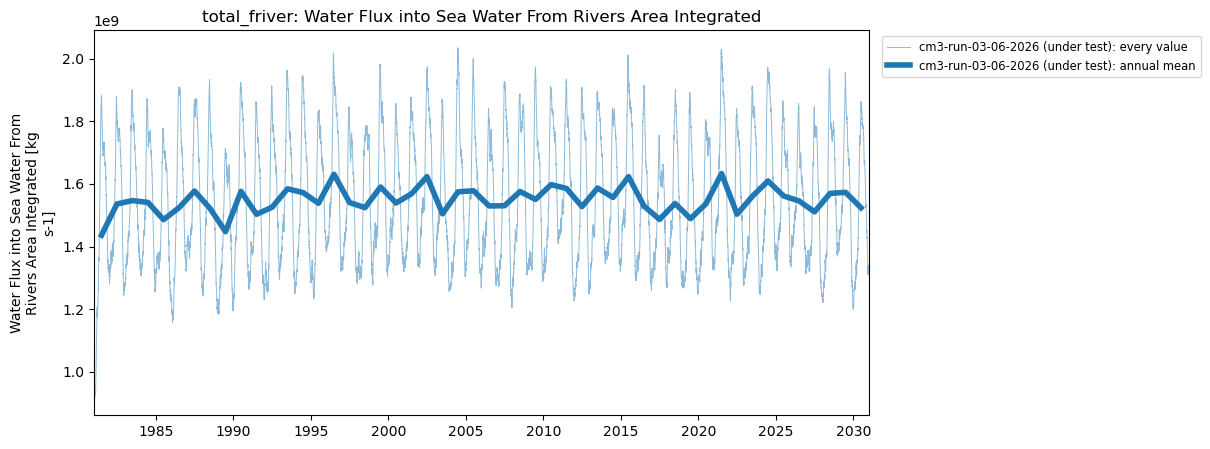 total_friver: Water Flux into Sea Water From Rivers Area Integrated
1e9
2.0
1.8
1.6
1.4
1.2
1.0
Water Flux into Sea Water From
Rivers Area Integrated [kg
s-1]
1985
1990
1995
2000
2005
2010
2015
2020
2025
2030
cm3-run-03-06-2026 (under test): every value
cm3-run-03-06-2026 (under test): annual mean